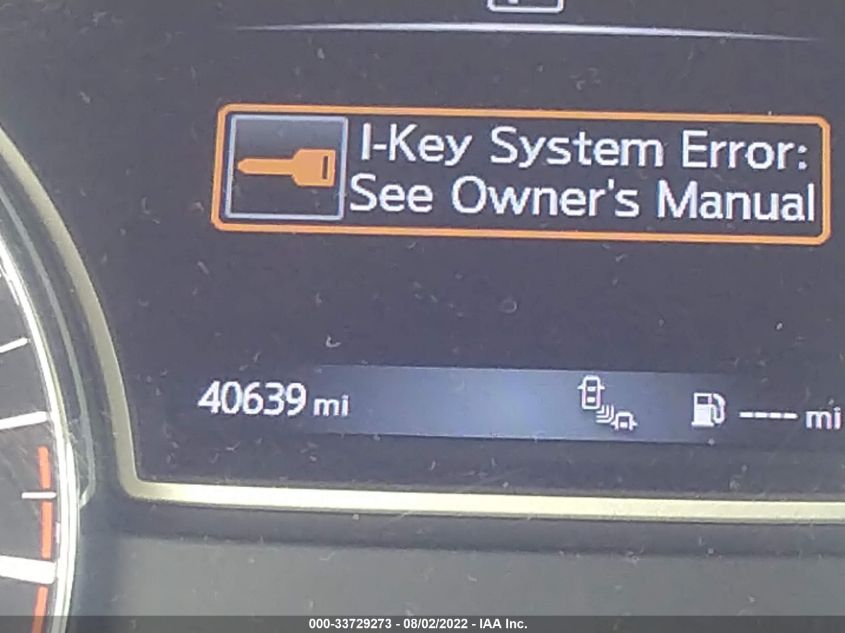 I-Key System Error:
See Owner's Manual
40639 mi
---- mi
000-33729273 - 08/02/2022 - IAA Inc.